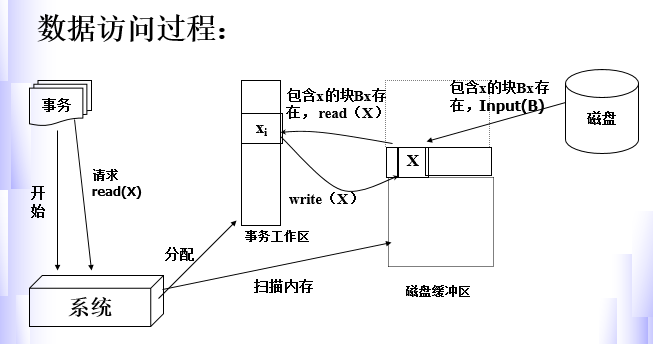 数据访问过程：
事务
开
始
请求
read(X)
系统
分配
扫描内存
xi
事务工作区
包含x的块Bx存
在，read（X）
write（X）
X
磁盘缓冲区
包含x的块Bx存
在，Input(B)
磁盘